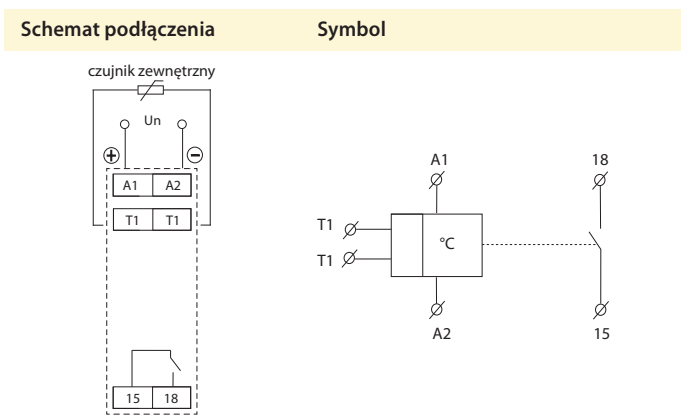 Schemat podłączenia
Symbol
czujnik zewnętrzny
Un
+ −
A1 A2
T1 T1
15 18
A1
18
T1
°C
T1
A2
15